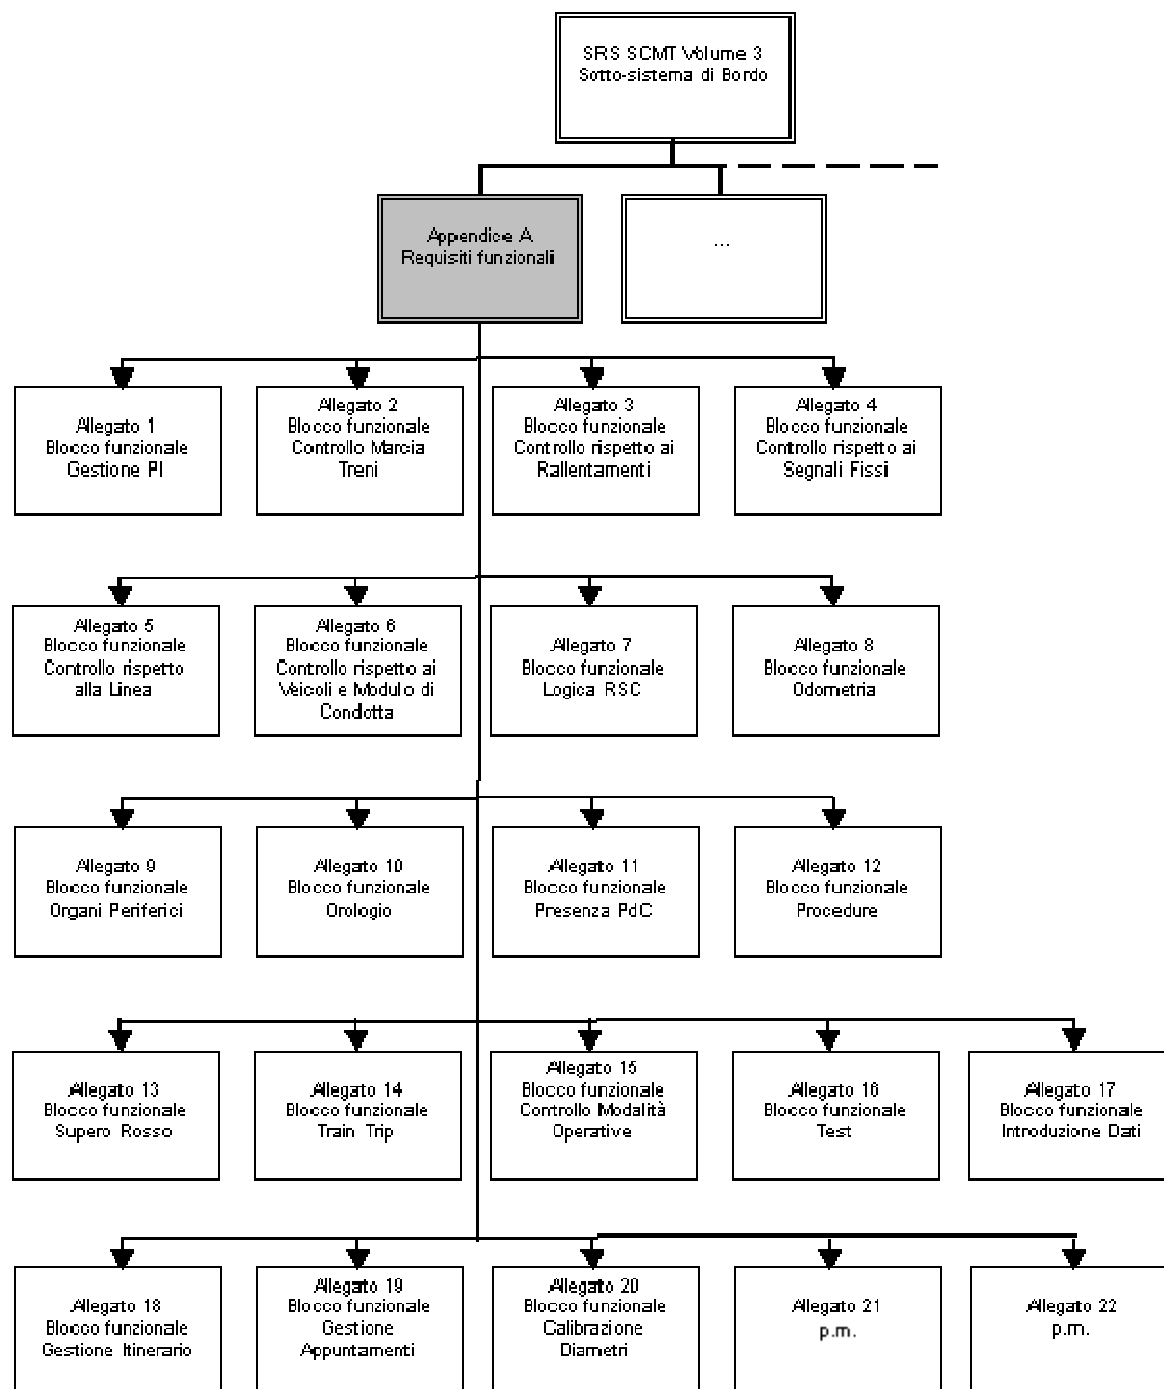 SRS SCMT Volume 3
Sotto-sistema di Bordo
Appendice A
Requisiti funzionali
...
Allegato 1
Blocco funzionale
Gestione PI
Allegato 2
Blocco funzionale
Controllo Marcia
Treni
Allegato 3
Blocco funzionale
Controllo rispetto ai
Rallentamenti
Allegato 4
Blocco funzionale
Controllo rispetto ai
Segnali Fissi
Allegato 5
Blocco funzionale
Controllo rispetto
alla Linea
Allegato 6
Blocco funzionale
Controllo rispetto ai
Veicoli e Modulo di
Condotta
Allegato 7
Blocco funzionale
Logica RSC
Allegato 8
Blocco funzionale
Odometria
Allegato 9
Blocco funzionale
Organi Periferici
Allegato 10
Blocco funzionale
Orologio
Allegato 11
Blocco funzionale
Presenza PdC
Allegato 12
Blocco funzionale
Procedure
Allegato 13
Blocco funzionale
Supero Rosso
Allegato 14
Blocco funzionale
Train Trip
Allegato 15
Blocco funzionale
Controllo Modalità
Operative
Allegato 16
Blocco funzionale
Test
Allegato 17
Blocco funzionale
Introduzione Dati
Allegato 18
Blocco funzionale
Gestione Itinerario
Allegato 19
Blocco funzionale
Gestione
Appuntamenti
Allegato 20
Blocco funzionale
Calibrazione
Diametri
Allegato 21
p.m.
Allegato 22
p.m.